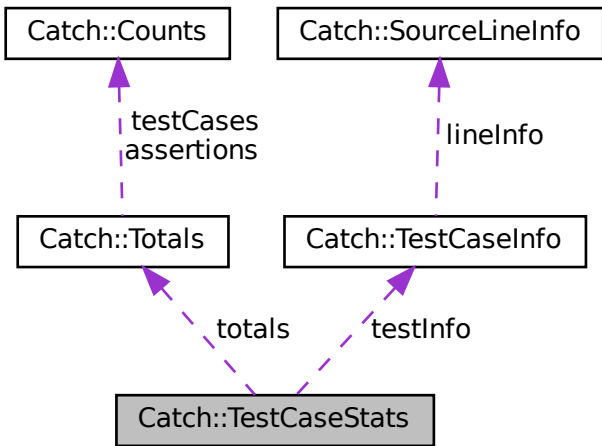 Catch::Counts
Catch::SourceLineInfo
testCases
assertions
lineInfo
Catch::Totals
Catch::TestCaseInfo
totals
testInfo
Catch::TestCaseStats